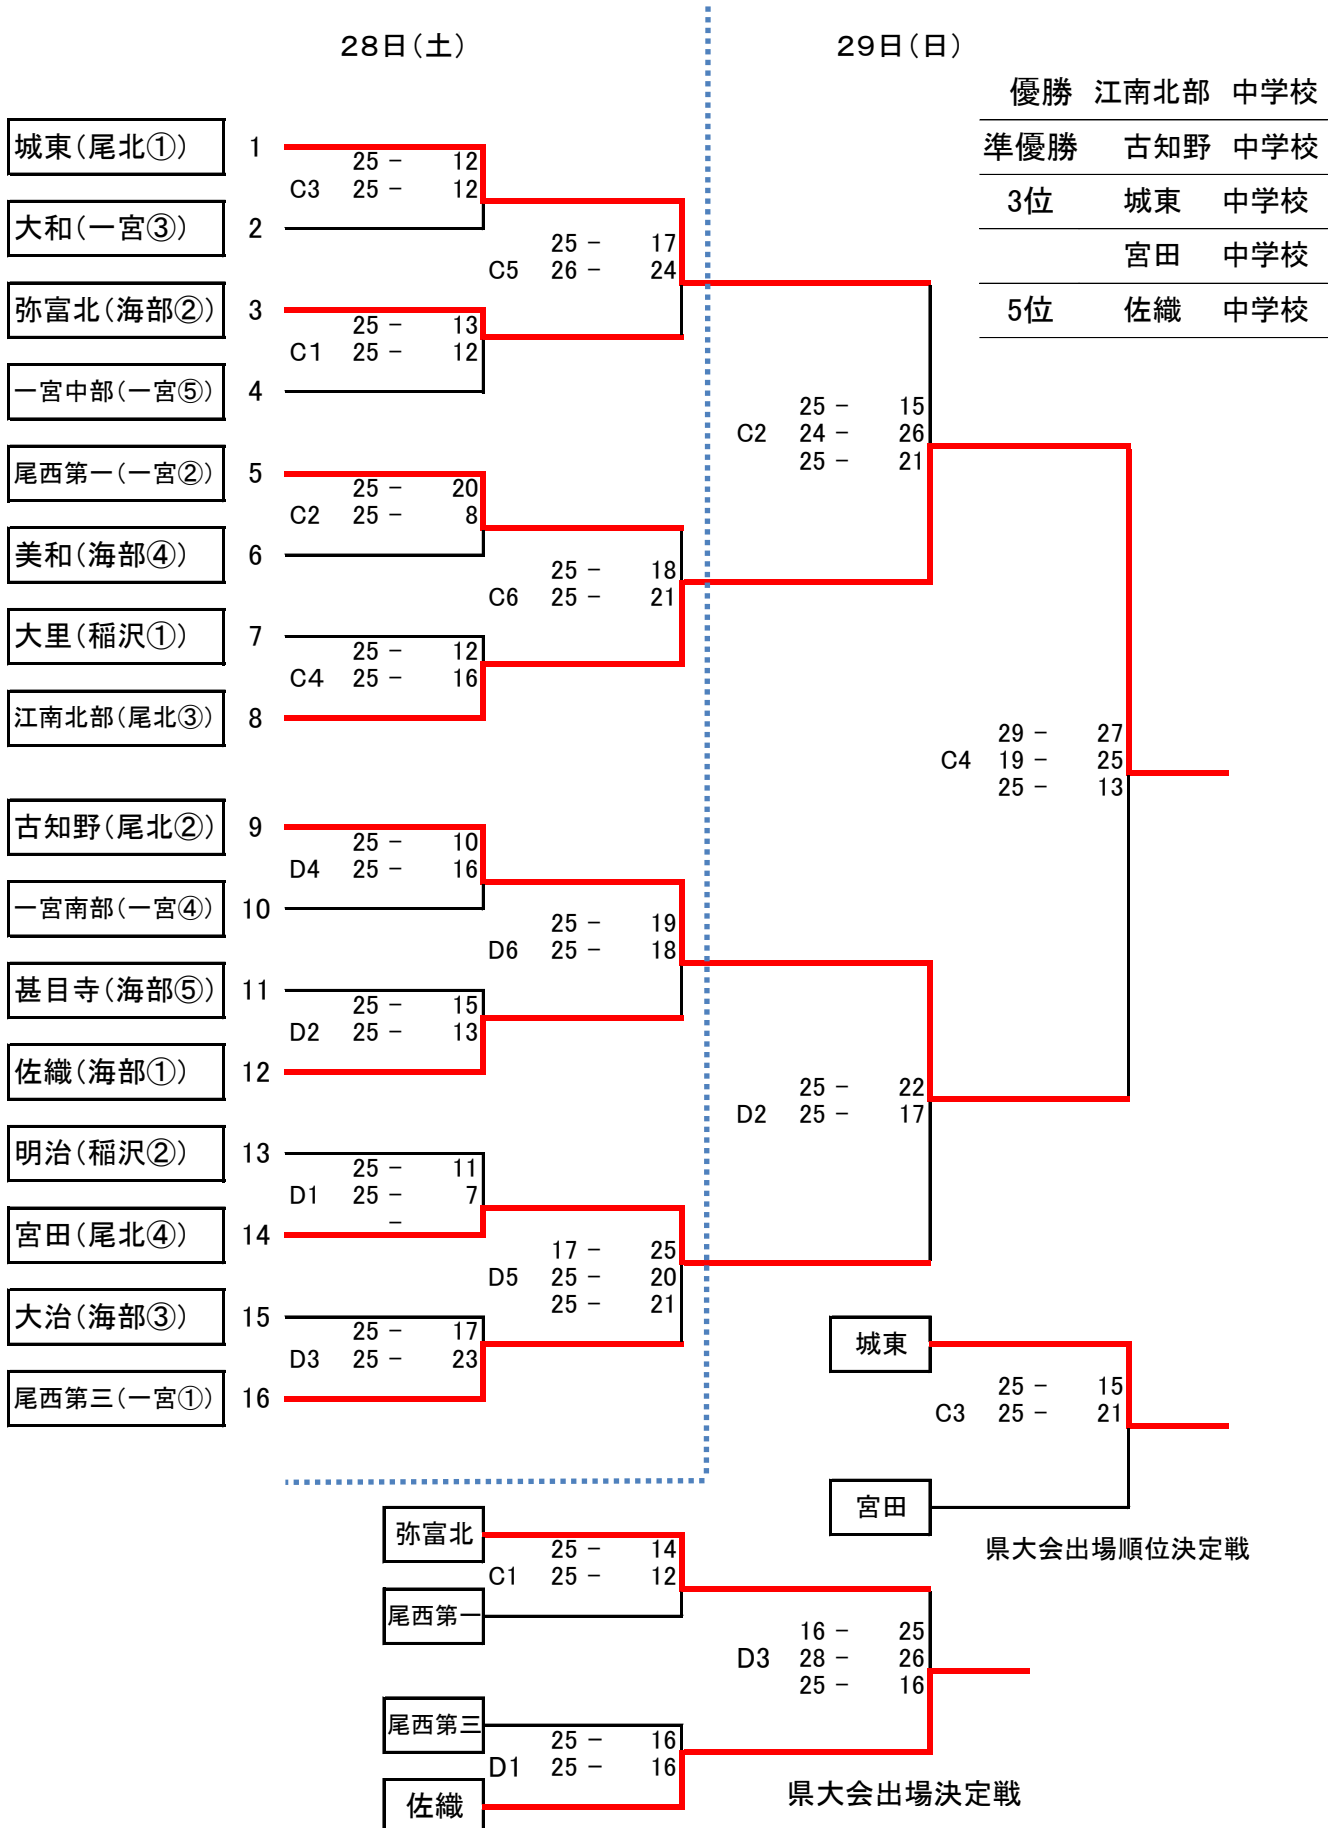 28日(土)
29日(日)
優勝 江南北部 中学校
準優勝 古知野 中学校
3位 城東 中学校
宮田 中学校
5位 佐織 中学校
城東(尾北①) 1
25 - 12
C3 25 - 12
大和(一宮③) 2
25 - 17
C5 26 - 24
弥富北(海部②) 3
25 - 13
C1 25 - 12
一宮中部(一宮⑤) 4
25 - 15
C2 24 - 26
25 - 21
尾西第一(一宮②) 5
25 - 20
C2 25 - 8
美和(海部④) 6
25 - 18
C6 25 - 21
大里(稲沢①) 7
25 - 12
C4 25 - 16
江南北部(尾北③) 8
29 - 27
C4 19 - 25
25 - 13
古知野(尾北②) 9
25 - 10
D4 25 - 16
一宮南部(一宮④) 10
25 - 19
D6 25 - 18
甚目寺(海部⑤) 11
25 - 15
D2 25 - 13
佐織(海部①) 12
25 - 22
D2 25 - 17
明治(稲沢②) 13
25 - 11
D1 25 - 7
-
宮田(尾北④) 14
17 - 25
D5 25 - 20
25 - 21
大治(海部③) 15
25 - 17
D3 25 - 23
尾西第三(一宮①) 16
城東
25 - 15
C3 25 - 21
宮田
県大会出場順位決定戦
弥富北
25 - 14
C1 25 - 12
尾西第一
16 - 25
D3 28 - 26
25 - 16
尾西第三
25 - 16
D1 25 - 16
佐織
県大会出場決定戦